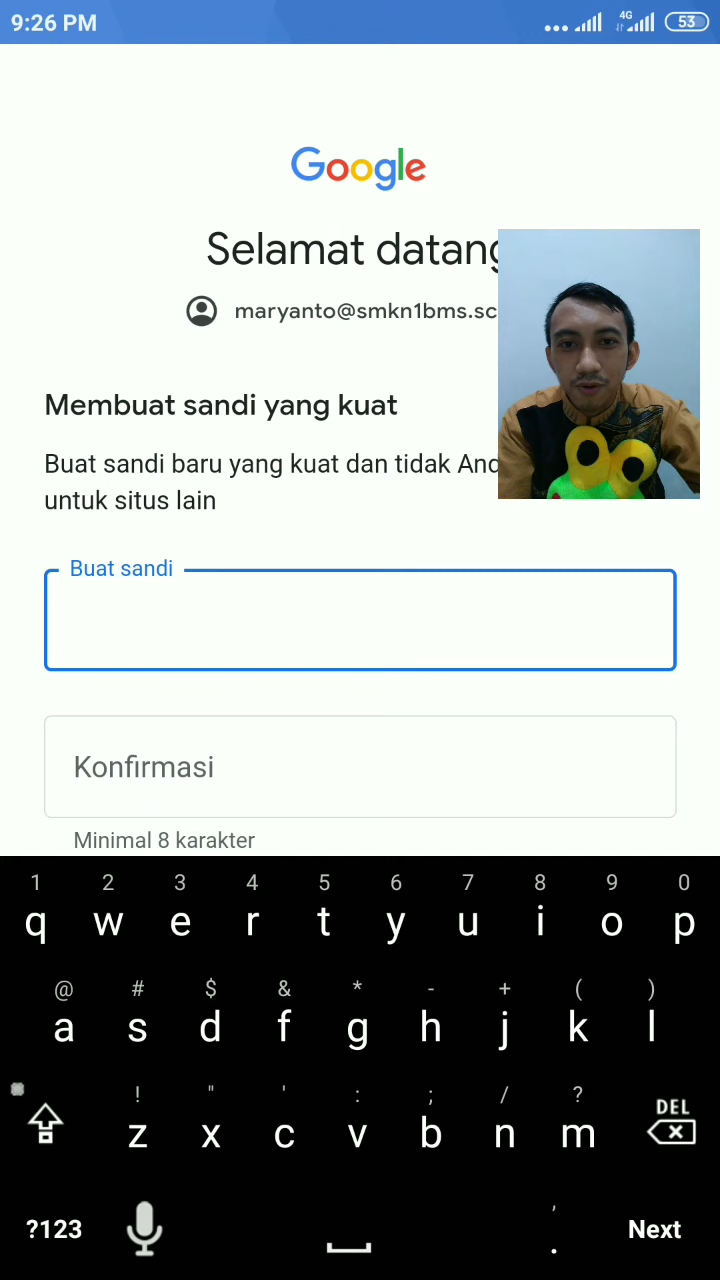 9:26 PM
4G
53
Google
Selamat datang
maryanto@smkn1bms.sc
Membuat sandi yang kuat
Buat sandi baru yang kuat dan tidak And
untuk situs lain
Buat sandi
Konfirmasi
Minimal 8 karakter
1 2 3 4 5 6 7 8 9 0
q w e r t y u i o p
@ # $ & * - + ( )
a s d f g h j k l
! " ' : ; / ?
DEL
z x c v b n m
,
?123 . Next